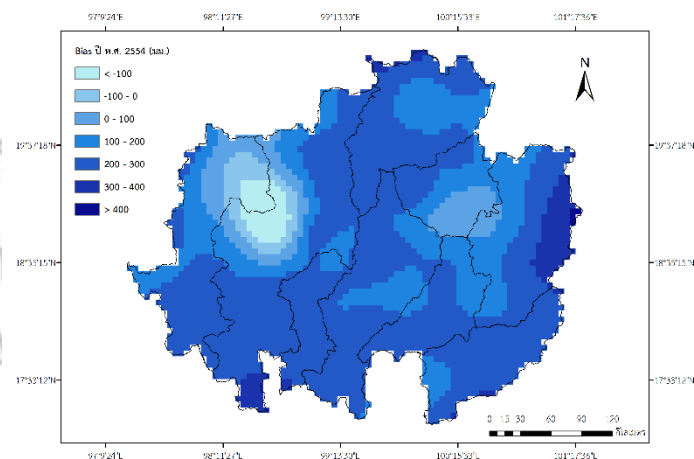 97°9'24"E 98°11'27"E 99°13'30"E 100°15'33"E 101°17'36"E
Bias ปี พ.ศ. 2554 (มม.)
< -100
-100 - 0
0 - 100
100 - 200
200 - 300
300 - 400
> 400
N
19°37'18"N 19°37'18"N
18°35'15"N 18°35'15"N
17°33'12"N 17°33'12"N
0 15 30 60 90 120
กิโลเมตร
97°9'24"E 98°11'27"E 99°13'30"E 100°15'33"E 101°17'36"E